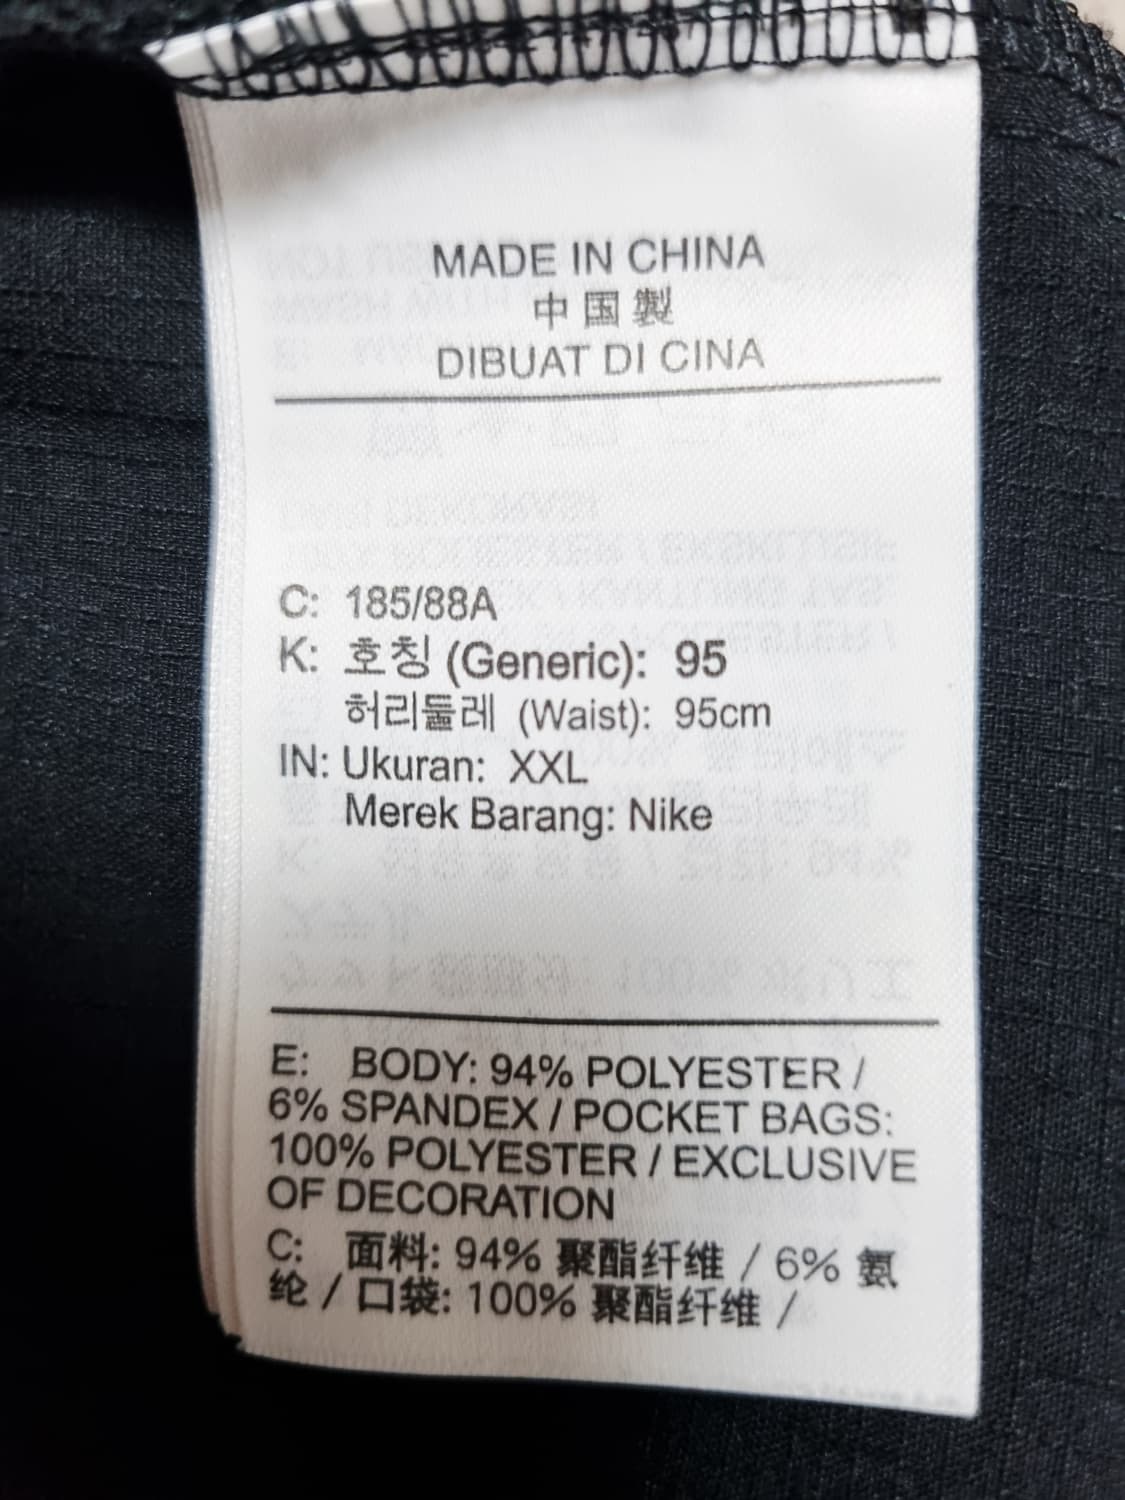 MADE IN CHINA
中国製
DIBUAT DI CINA
C: 185/88A
K: 호칭 (Generic): 95
허리둘레 (Waist): 95cm
IN: Ukuran: XXL
Merek Barang: Nike
E: BODY: 94% POLYESTER /
6% SPANDEX / POCKET BAGS:
100% POLYESTER / EXCLUSIVE
OF DECORATION
C: 面料: 94% 聚酯纤维 / 6% 氨
纶 / 口袋: 100% 聚酯纤维 /